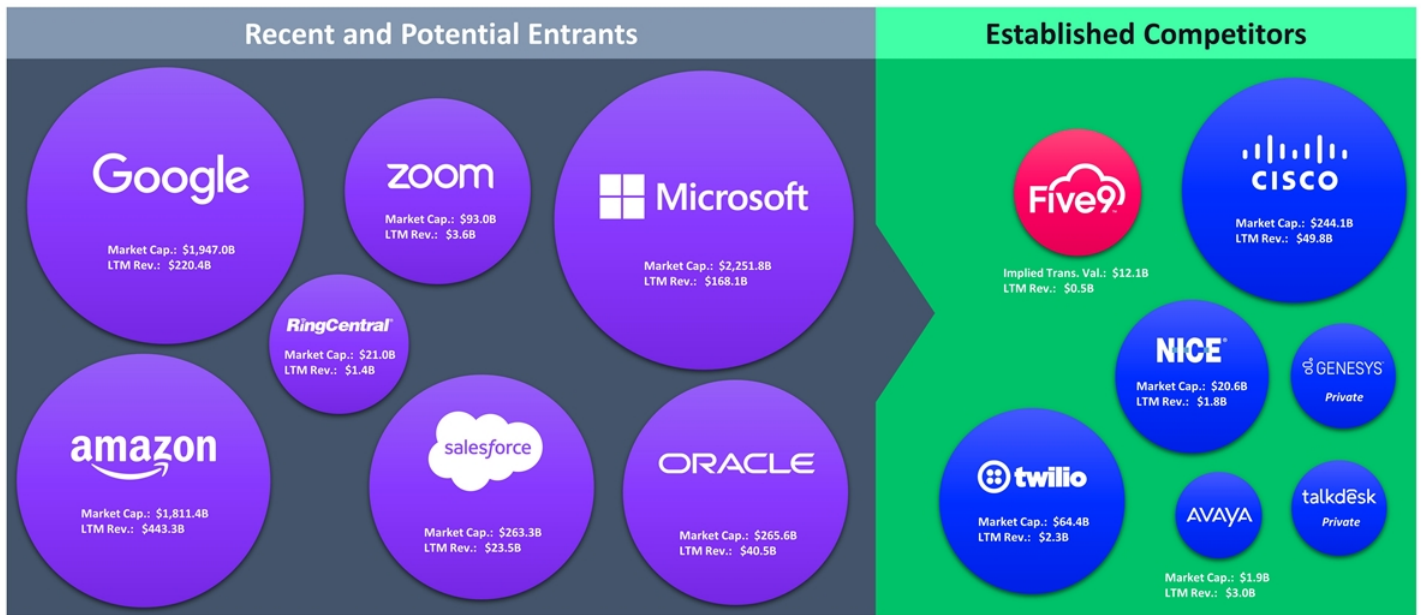 Recent and Potential Entrants
Established Competitors
Google
Market Cap.: $1,947.0B
LTM Rev.: $220.4B
zoom
Market Cap.: $93.0B
LTM Rev.: $3.6B
Microsoft
Market Cap.: $2,251.8B
LTM Rev.: $168.1B
RingCentral®
Market Cap.: $21.0B
LTM Rev.: $1.4B
amazon
Market Cap.: $1,811.4B
LTM Rev.: $443.3B
salesforce
Market Cap.: $263.3B
LTM Rev.: $23.5B
ORACLE
Market Cap.: $265.6B
LTM Rev.: $40.5B
Five9™
Implied Trans. Val.: $12.1B
LTM Rev.: $0.5B
CISCO
Market Cap.: $244.1B
LTM Rev.: $49.8B
NICE®
Market Cap.: $20.6B
LTM Rev.: $1.8B
GENESYS
Private
twilio
Market Cap.: $64.4B
LTM Rev.: $2.3B
AVAYA
Market Cap.: $1.9B
LTM Rev.: $3.0B
talkdesk
Private